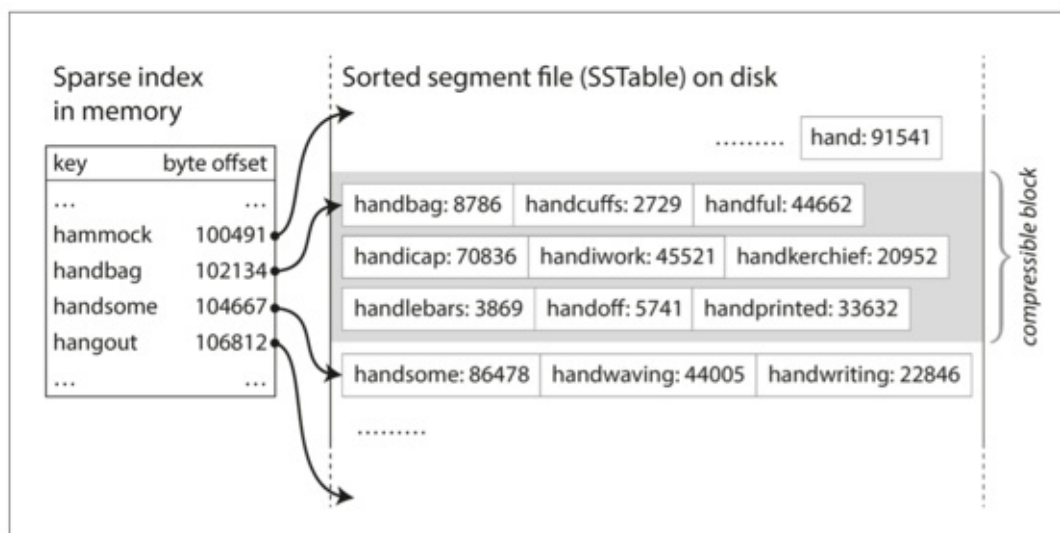 Sparse index
in memory
key byte offset
... ...
hammock 100491
handbag 102134
handsome 104667
hangout 106812
... ...
Sorted segment file (SSTable) on disk
......... hand: 91541
handbag: 8786 handcuffs: 2729 handful: 44662
handicap: 70836 handiwork: 45521 handkerchief: 20952
handlebars: 3869 handoff: 5741 handprinted: 33632
handsome: 86478 handwaving: 44005 handwriting: 22846
.........
compressible block